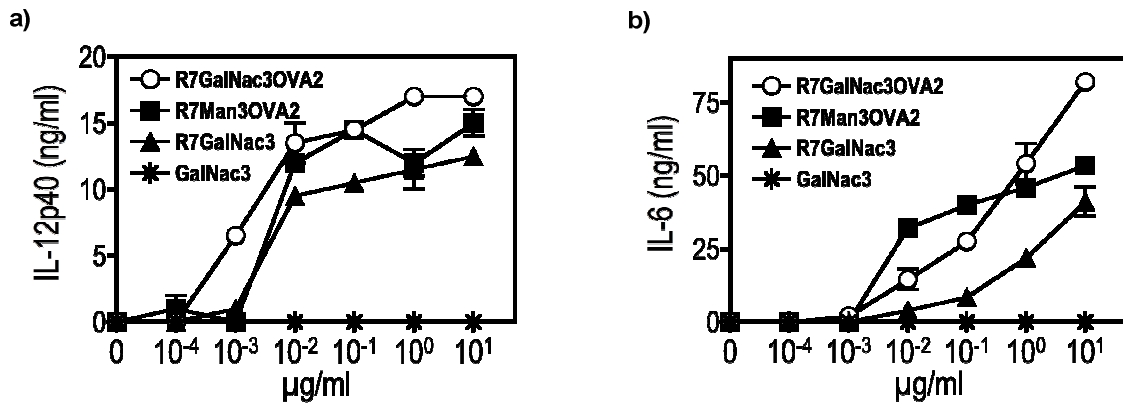 a)
IL-12p40 (ng/ml)
20
15
10
5
0
R7GalNac3OVA2
R7Man3OVA2
R7GalNac3
GalNac3
0 10⁻⁴ 10⁻³ 10⁻² 10⁻¹ 10⁰ 10¹
µg/ml
b)
IL-6 (ng/ml)
75
50
25
0
R7GalNac3OVA2
R7Man3OVA2
R7GalNac3
GalNac3
0 10⁻⁴ 10⁻³ 10⁻² 10⁻¹ 10⁰ 10¹
µg/ml